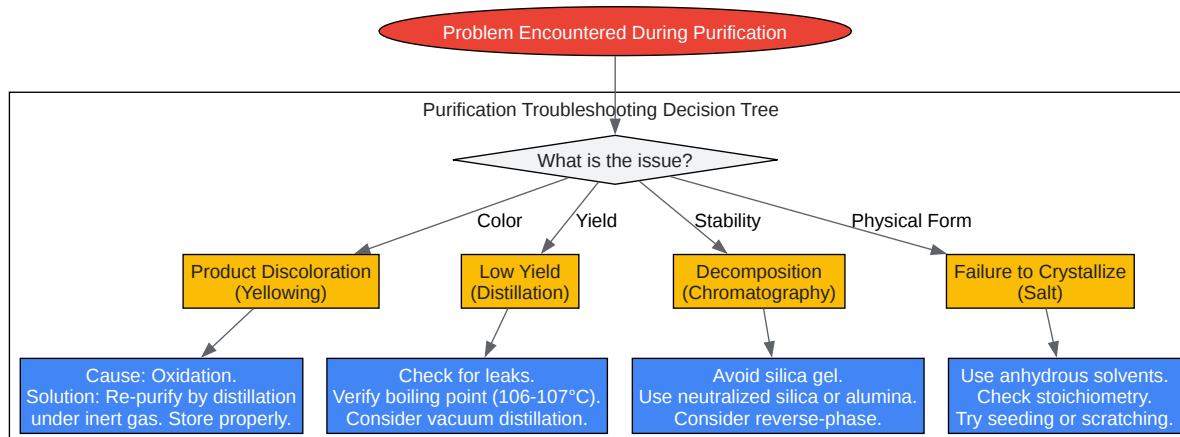 Problem Encountered During Purification
Purification Troubleshooting Decision Tree
What is the issue?
Color
Yield
Stability
Physical Form
Product Discoloration
(Yellowing)
Low Yield
(Distillation)
Decomposition
(Chromatography)
Failure to Crystallize
(Salt)
Cause: Oxidation.
Solution: Re-purify by distillation
under inert gas. Store properly.
Check for leaks.
Verify boiling point (106-107°C).
Consider vacuum distillation.
Avoid silica gel.
Use neutralized silica or alumina.
Consider reverse-phase.
Use anhydrous solvents.
Check stoichiometry.
Try seeding or scratching.